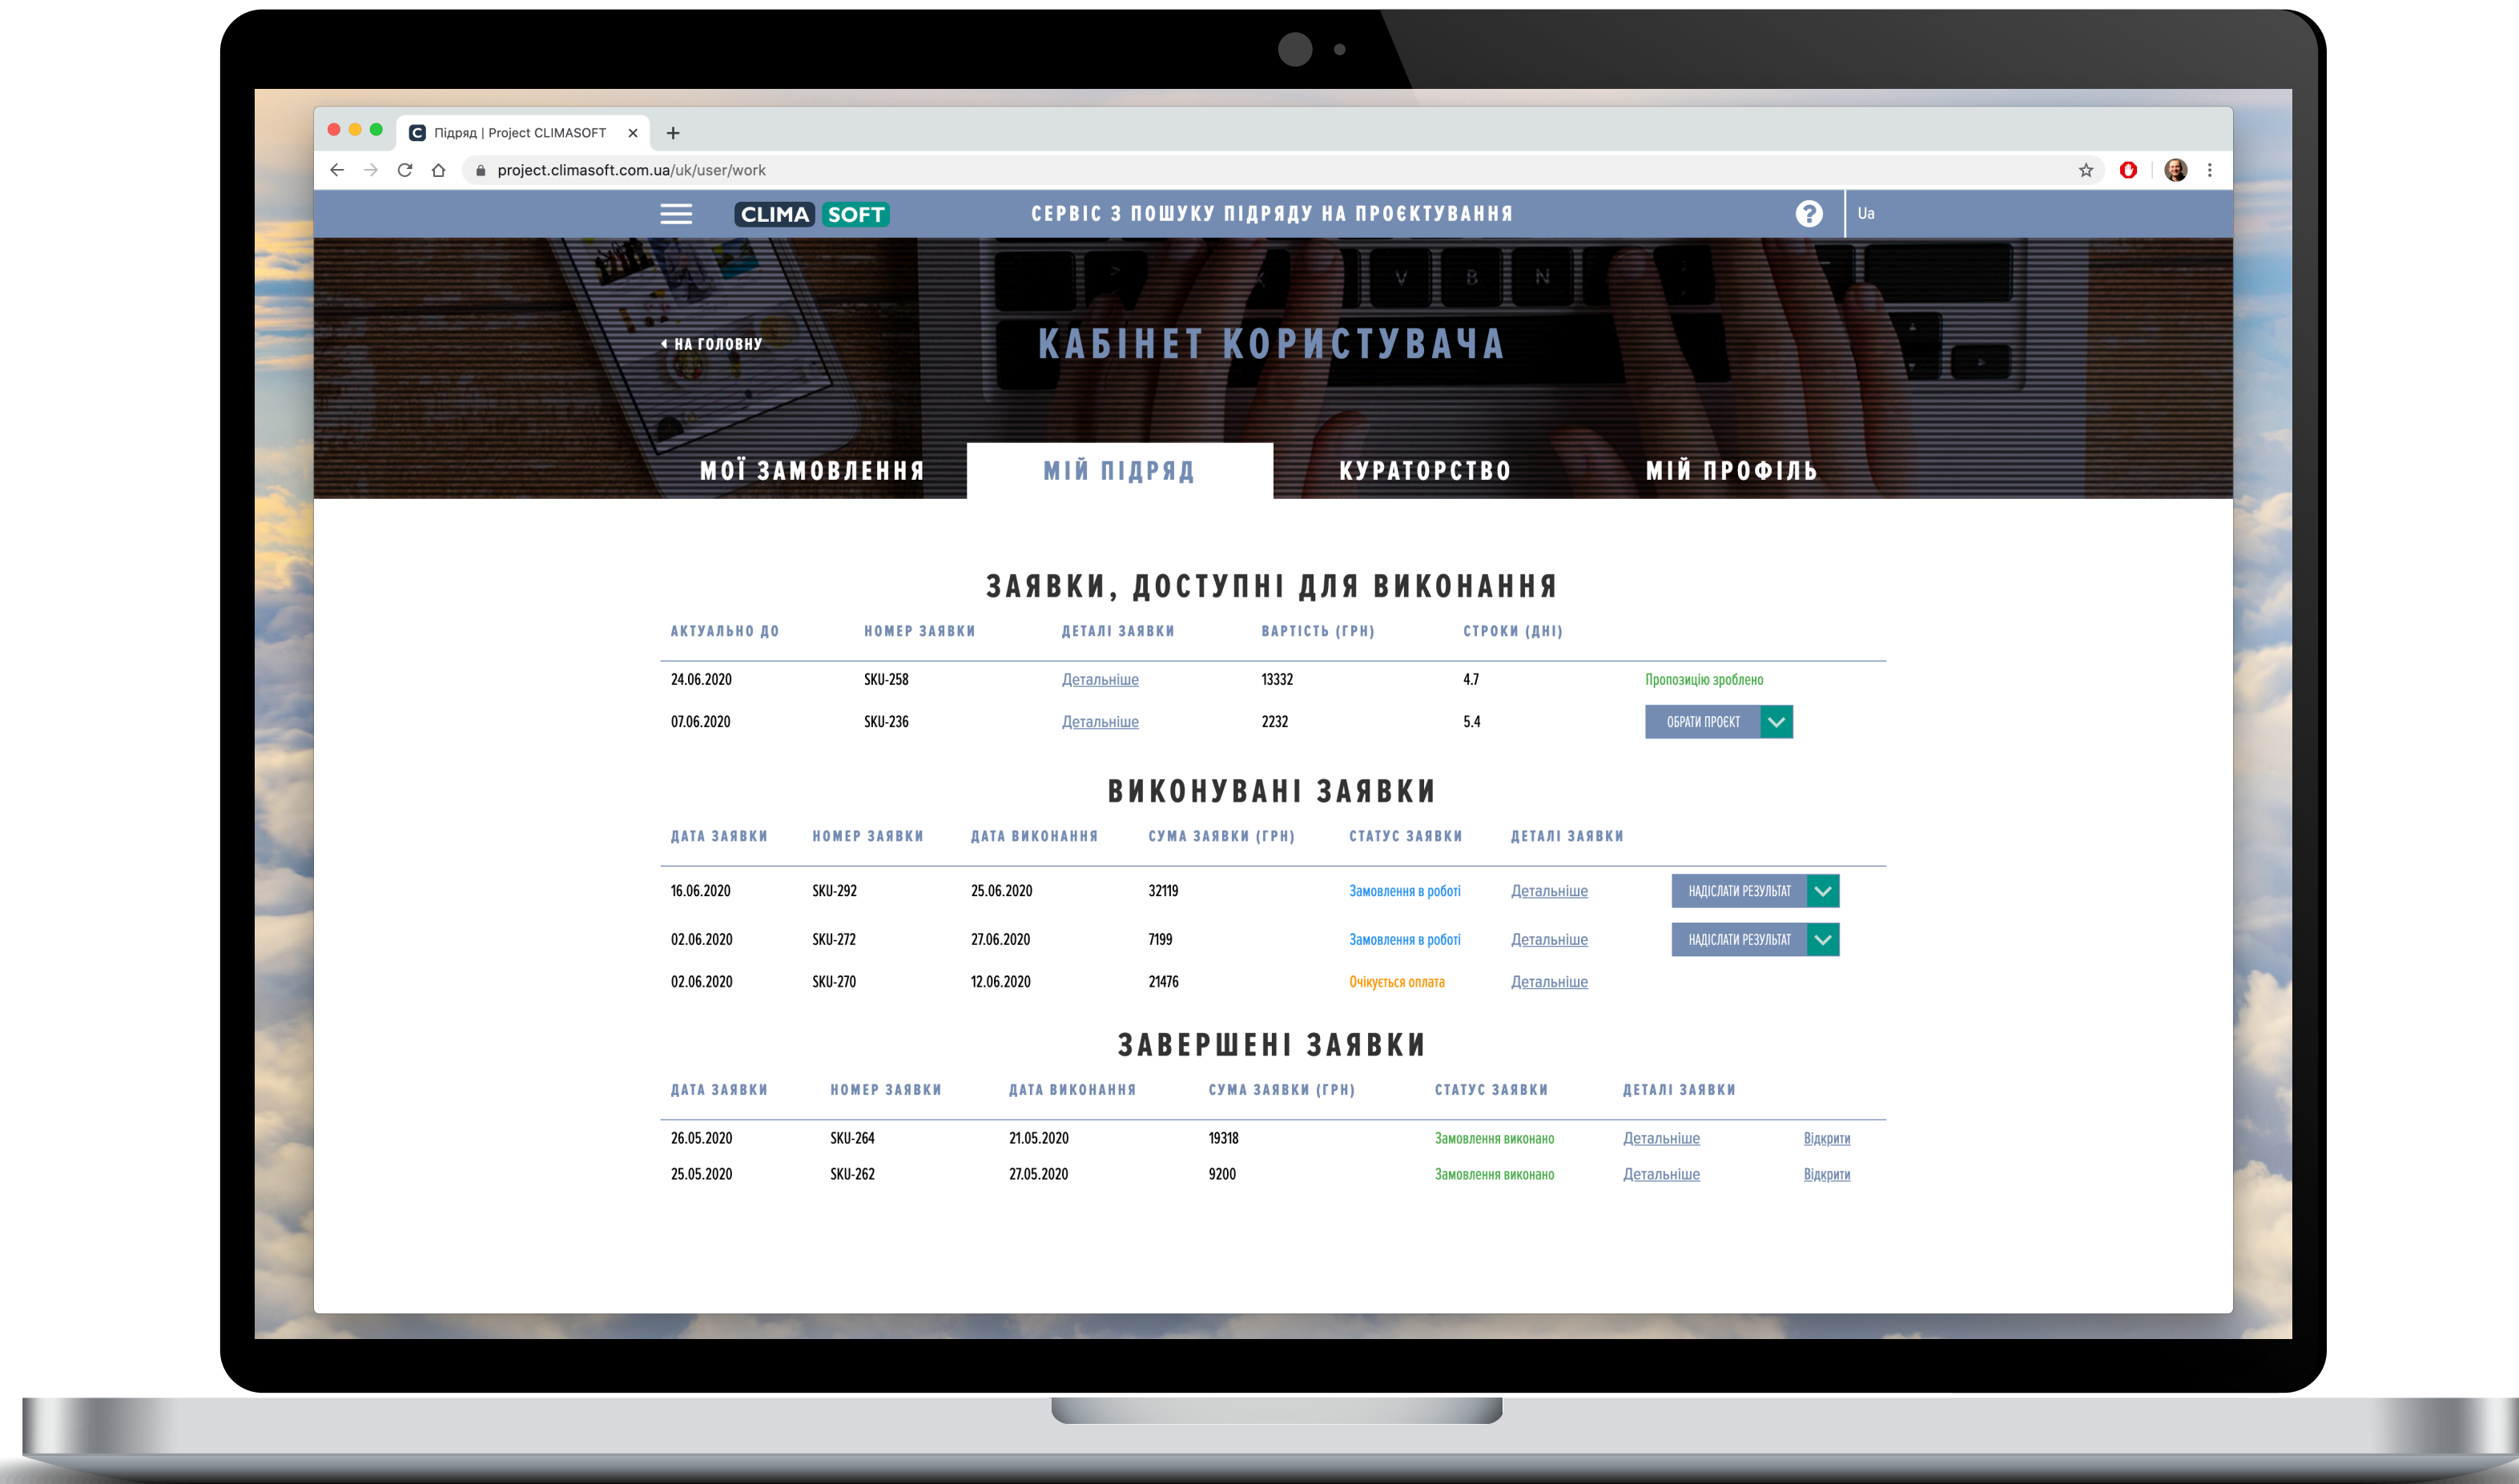 Підряд | Project CLIMASOFT
project.climasoft.com.ua/uk/user/work
CLIMA SOFT СЕРВІС З ПОШУКУ ПІДРЯДУ НА ПРОЄКТУВАННЯ ? Ua
V B N
НА ГОЛОВНУ КАБІНЕТ КОРИСТУВАЧА
МОЇ ЗАМОВЛЕННЯ МІЙ ПІДРЯД КУРАТОРСТВО МІЙ ПРОФІЛЬ
ЗАЯВКИ, ДОСТУПНІ ДЛЯ ВИКОНАННЯ
АКТУАЛЬНО ДО НОМЕР ЗАЯВКИ ДЕТАЛІ ЗАЯВКИ ВАРТІСТЬ (ГРН) СТРОКИ (ДНІ)
24.06.2020 SKU-258 Детальніше 13332 4.7 Пропозицію зроблено
07.06.2020 SKU-236 Детальніше 2232 5.4 ОБРАТИ ПРОЄКТ
ВИКОНУВАНІ ЗАЯВКИ
ДАТА ЗАЯВКИ НОМЕР ЗАЯВКИ ДАТА ВИКОНАННЯ СУМА ЗАЯВКИ (ГРН) СТАТУС ЗАЯВКИ ДЕТАЛІ ЗАЯВКИ
16.06.2020 SKU-292 25.06.2020 32119 Замовлення в роботі Детальніше НАДІСЛАТИ РЕЗУЛЬТАТ
02.06.2020 SKU-272 27.06.2020 7199 Замовлення в роботі Детальніше НАДІСЛАТИ РЕЗУЛЬТАТ
02.06.2020 SKU-270 12.06.2020 21476 Очікується оплата Детальніше
ЗАВЕРШЕНІ ЗАЯВКИ
ДАТА ЗАЯВКИ НОМЕР ЗАЯВКИ ДАТА ВИКОНАННЯ СУМА ЗАЯВКИ (ГРН) СТАТУС ЗАЯВКИ ДЕТАЛІ ЗАЯВКИ
26.05.2020 SKU-264 21.05.2020 19318 Замовлення виконано Детальніше Відкрити
25.05.2020 SKU-262 27.05.2020 9200 Замовлення виконано Детальніше Відкрити